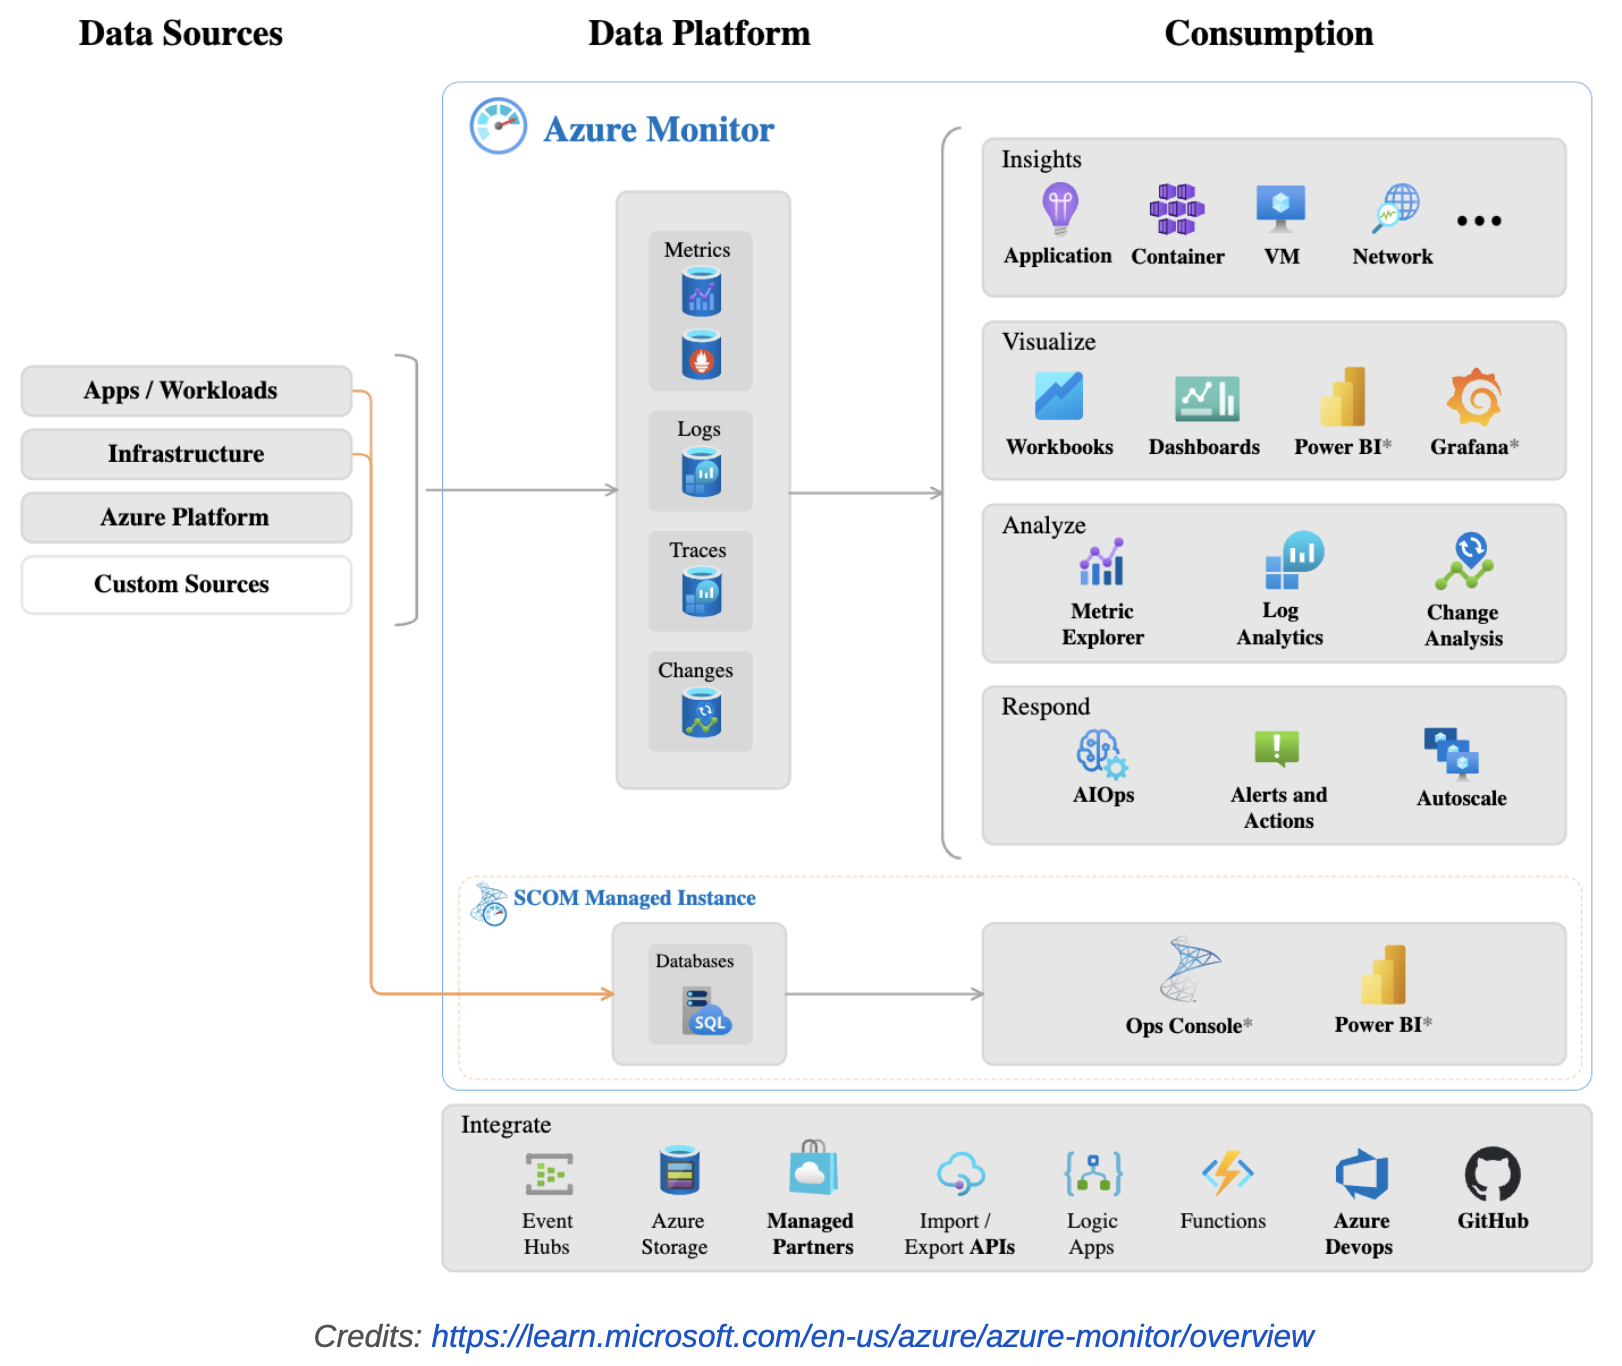 Data Sources
Data Platform
Consumption
Azure Monitor
Apps / Workloads
Infrastructure
Azure Platform
Custom Sources
Metrics
Logs
Traces
Changes
Insights
Application
Container
VM
Network
...
Visualize
Workbooks
Dashboards
Power BI*
Grafana*
Analyze
Metric
Explorer
Log
Analytics
Change
Analysis
Respond
AIOps
Alerts and
Actions
Autoscale
SCOM Managed Instance
Databases
SQL
Ops Console*
Power BI*
Integrate
Event
Hubs
Azure
Storage
Managed
Partners
Import /
Export APIs
Logic
Apps
Functions
Azure
Devops
GitHub
Credits: https://learn.microsoft.com/en-us/azure/azure-monitor/overview